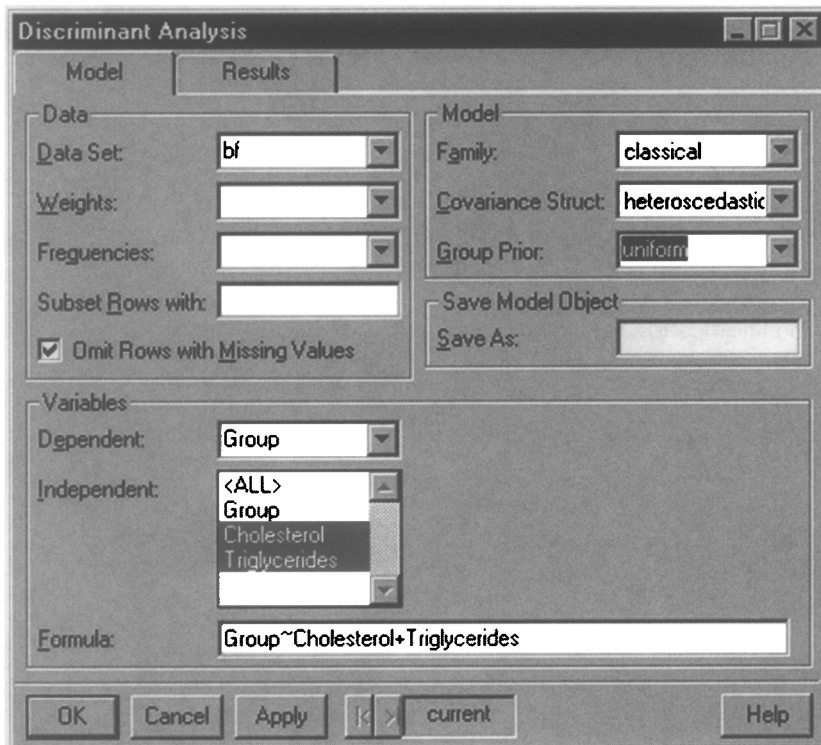 Discriminant Analysis
Model
Results
Data
Data Set:
bf
Weights:
Frequencies:
Subset Rows with:
Omit Rows with Missing Values
Model
Family:
classical
Covariance Struct:
heteroscedastic
Group Prior:
uniform
Save Model Object
Save As:
Variables
Dependent:
Group
Independent:
<ALL>
Group
Cholesterol
Triglycerides
Formula:
Group~Cholesterol+Triglycerides
OK
Cancel
Apply
current
Help